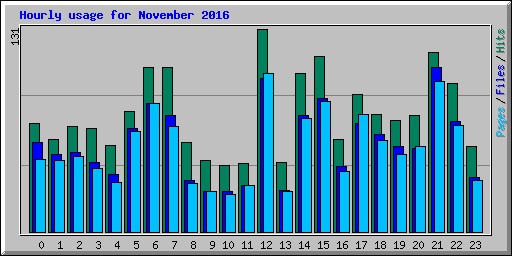 Hourly usage for November 2016
131
Pages / Files / Hits
0 1 2 3 4 5 6 7 8 9 10 11 12 13 14 15 16 17 18 19 20 21 22 23